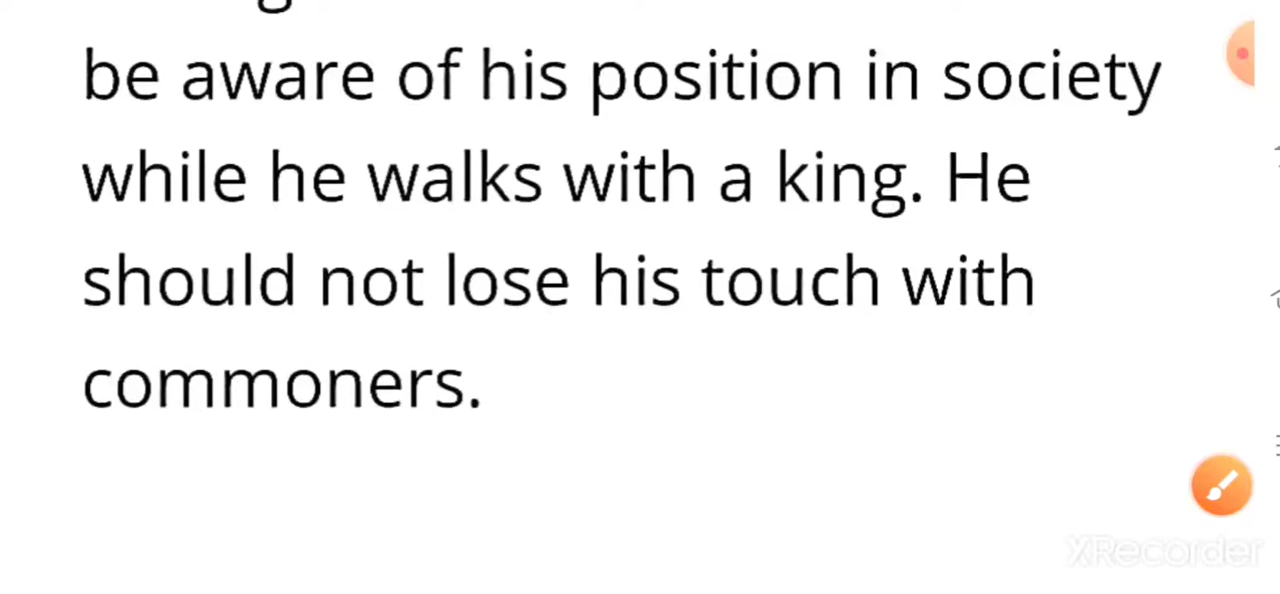 be aware of his position in society
while he walks with a king. He
should not lose his touch with
commoners.
XRecorder